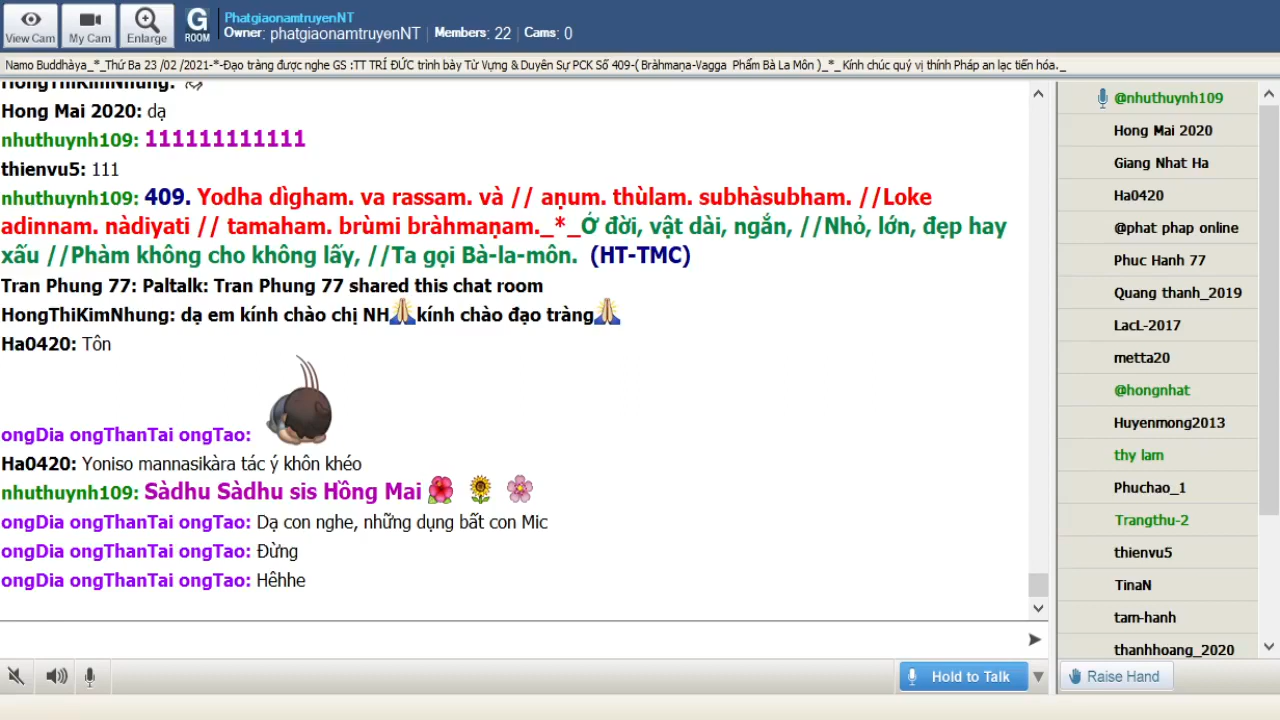 View Cam
My Cam
Enlarge
G
ROOM
PhatgiaonamtruyenNT
Owner: phatgiaonamtruyenNT | Members: 22 | Cams: 0
Namo Buddhàya_*_Thứ Ba 23 /02 /2021-*-Đạo tràng được nghe GS :TT TRÍ ĐỨC trình bày Từ Vựng & Duyên Sự PCK Số 409-( Bràhmaṇa-Vagga Phẩm Bà La Môn )_*_ Kính chúc quý vị thính Pháp an lạc tiến hóa._
HongThiKimNhung:
Hong Mai 2020: dạ
nhuthuynh109: 111111111111
thienvu5: 111
nhuthuynh109: 409. Yodha dìgham. va rassam. và // aṇum. thùlam. subhàsubham. //Loke
adinnam. nàdiyati // tamaham. brùmi bràhmaṇam._*_Ở đời, vật dài, ngắn, //Nhỏ, lớn, đẹp hay
xấu //Phàm không cho không lấy, //Ta gọi Bà-la-môn. (HT-TMC)
Tran Phung 77: Paltalk: Tran Phung 77 shared this chat room
HongThiKimNhung: dạ em kính chào chị NH🙏kính chào đạo tràng🙏
Ha0420: Tôn
ongDia ongThanTai ongTao:
Ha0420: Yoniso mannasikàra tác ý khôn khéo
nhuthuynh109: Sàdhu Sàdhu sis Hồng Mai 🌺 🌻 🌸
ongDia ongThanTai ongTao: Dạ con nghe, những dụng bất con Mic
ongDia ongThanTai ongTao: Đừng
ongDia ongThanTai ongTao: Hêhhe
@nhuthuynh109
Hong Mai 2020
Giang Nhat Ha
Ha0420
@phat phap online
Phuc Hanh 77
Quang thanh_2019
LacL-2017
metta20
@hongnhat
Huyenmong2013
thy lam
Phuchao_1
Trangthu-2
thienvu5
TinaN
tam-hanh
thanhhoang_2020
Hold to Talk
Raise Hand